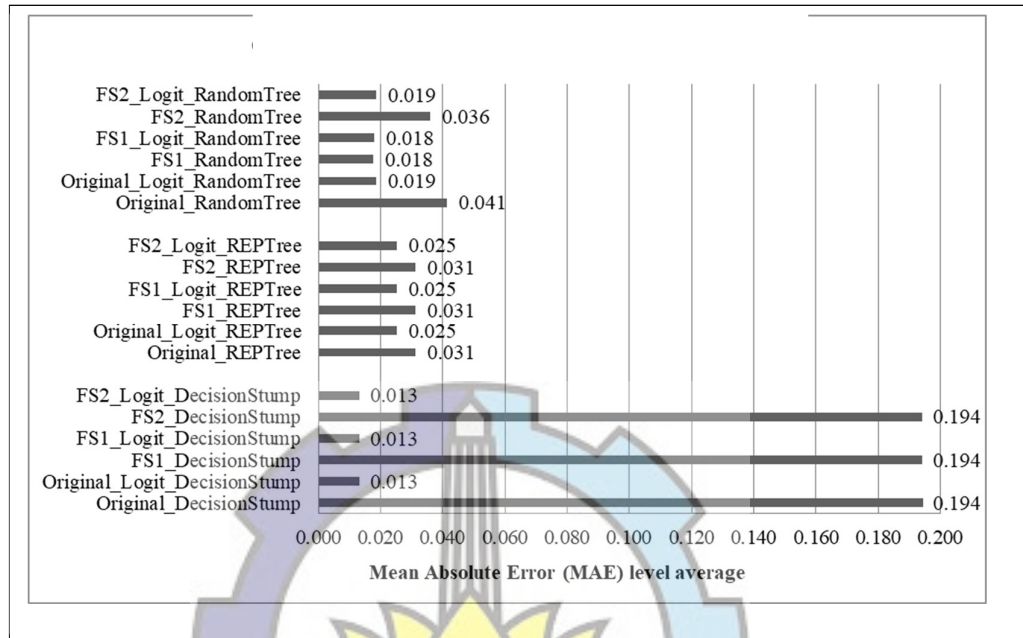 FS2_Logit_RandomTree 0.019
FS2_RandomTree 0.036
FS1_Logit_RandomTree 0.018
FS1_RandomTree 0.018
Original_Logit_RandomTree 0.019
Original_RandomTree 0.041
FS2_Logit_REPTree 0.025
FS2_REPTree 0.031
FS1_Logit_REPTree 0.025
FS1_REPTree 0.031
Original_Logit_REPTree 0.025
Original_REPTree 0.031
FS2_Logit_DecisionStump 0.013
FS2_DecisionStump 0.194
FS1_Logit_DecisionStump 0.013
FS1_DecisionStump 0.194
Original_Logit_DecisionStump 0.013
Original_DecisionStump 0.194
0.000 0.020 0.040 0.060 0.080 0.100 0.120 0.140 0.160 0.180 0.200
Mean Absolute Error (MAE) level average